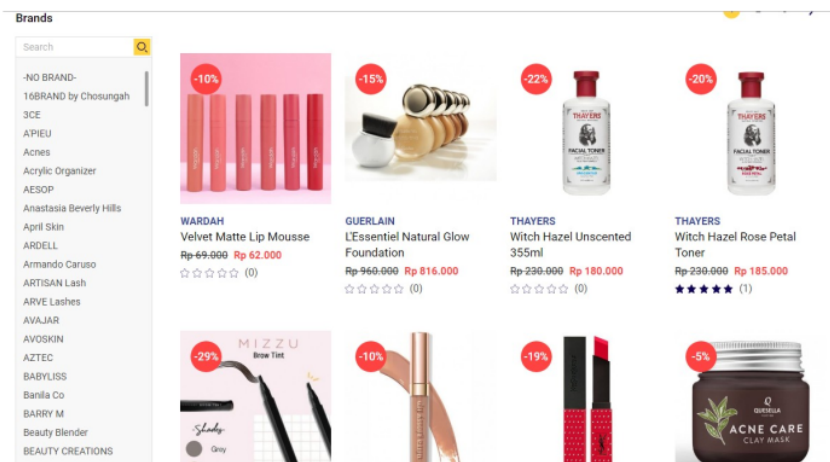 Brands
Search
-NO BRAND-
16BRAND by Chosungah
3CE
A'PIEU
Acnes
Acrylic Organizer
AESOP
Anastasia Beverly Hills
April Skin
ARDELL
Armando Caruso
ARTISAN Lash
ARVE Lashes
AVAJAR
AVOSKIN
AZTEC
BABYLISS
Banila Co
BARRY M
Beauty Blender
BEAUTY CREATIONS
-10%
WARDAH
Velvet Matte Lip Mousse
Rp 69.000 Rp 62.000
(0)
-15%
GUERLAIN
L'Essentiel Natural Glow
Foundation
Rp 960.000 Rp 816.000
(0)
-22%
THAYERS
FACIAL TONER
THAYERS
Witch Hazel Unscented
355ml
Rp 230.000 Rp 180.000
(0)
-20%
THAYERS
FACIAL TONER
THAYERS
Witch Hazel Rose Petal
Toner
Rp 230.000 Rp 185.000
(1)
-29%
MIZZU
Brow Tint
Shades
Grey
-10%
-19%
-5%
QUESELLA
ACNE CARE
CLAY MASK